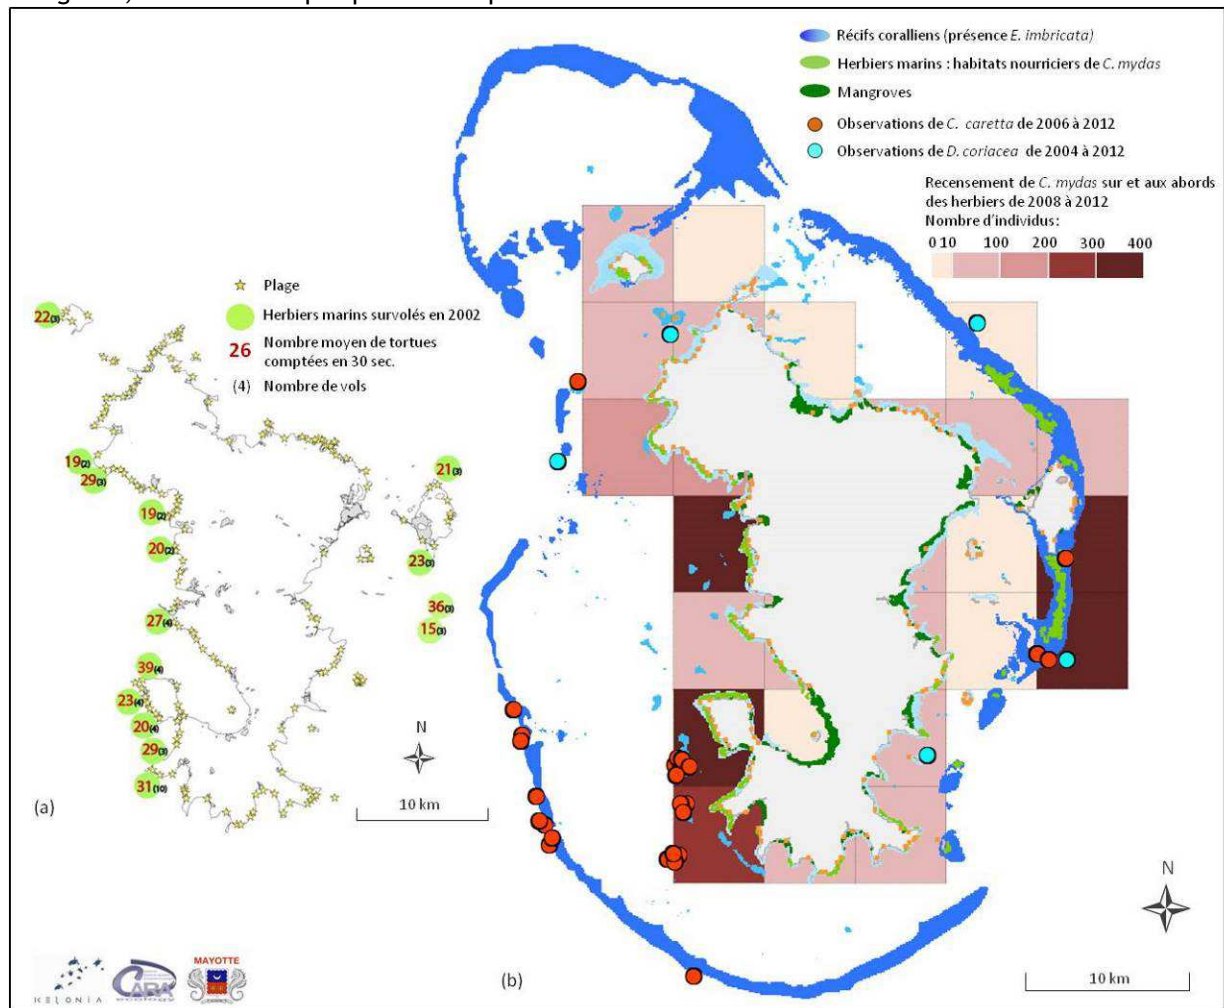 Récifs coralliens (présence E. imbricata)
Herbiers marins : habitats nourriciers de C. mydas
Mangroves
Observations de C. caretta de 2006 à 2012
Observations de D. coriacea de 2004 à 2012
Recensement de C. mydas sur et aux abords
des herbiers de 2008 à 2012
Nombre d'individus :
0 10 100 200 300 400
Plage
Herbiers marins survolés en 2002
26 Nombre moyen de tortues
comptées en 30 sec.
(4) Nombre de vols
22(3)
19(2)
29(3)
21(3)
19(2)
20(2)
23(3)
36(3)
27(4)
15(3)
39(4)
23(4)
20(4)
29(3)
31(10)
N
10 km
(a)
N
MAYOTTE
KELONIA
CARA
ecology
(b)
10 km